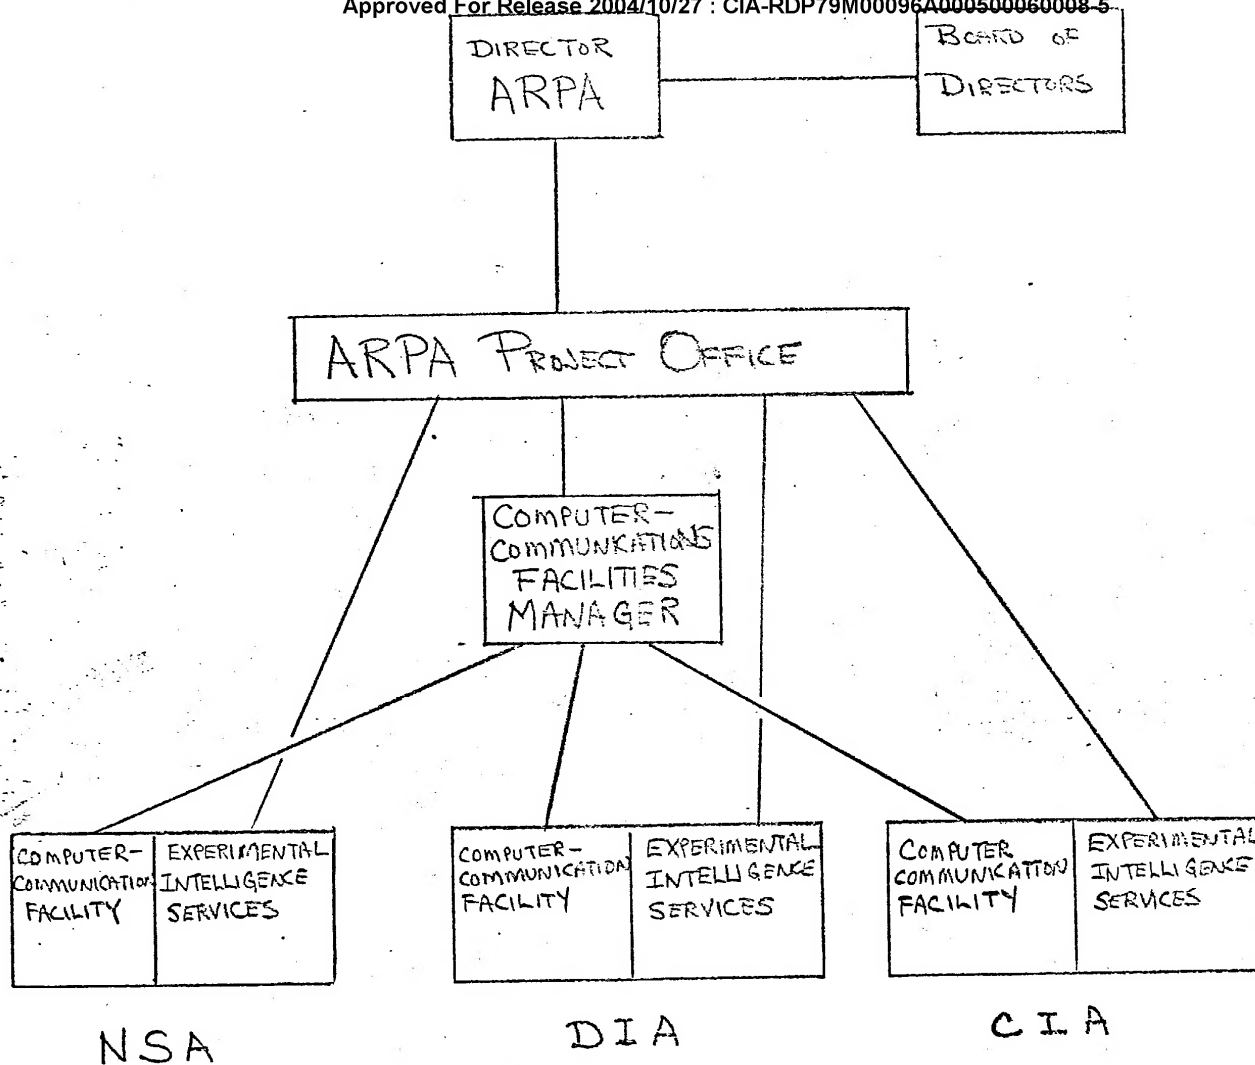 Approved For Release 2004/10/27 : CIA-RDP79M00096A000500060008-5
DIRECTOR
ARPA
BOARD OF
DIRECTORS
ARPA PROJECT OFFICE
COMPUTER-
COMMUNICATIONS
FACILITIES
MANAGER
COMPUTER-
COMMUNICATION
FACILITY
EXPERIMENTAL
INTELLIGENCE
SERVICES
COMPUTER-
COMMUNICATION
FACILITY
EXPERIMENTAL
INTELLIGENCE
SERVICES
COMPUTER
COMMUNICATION
FACILITY
EXPERIMENTAL
INTELLIGENCE
SERVICES
NSA
DIA
CIA